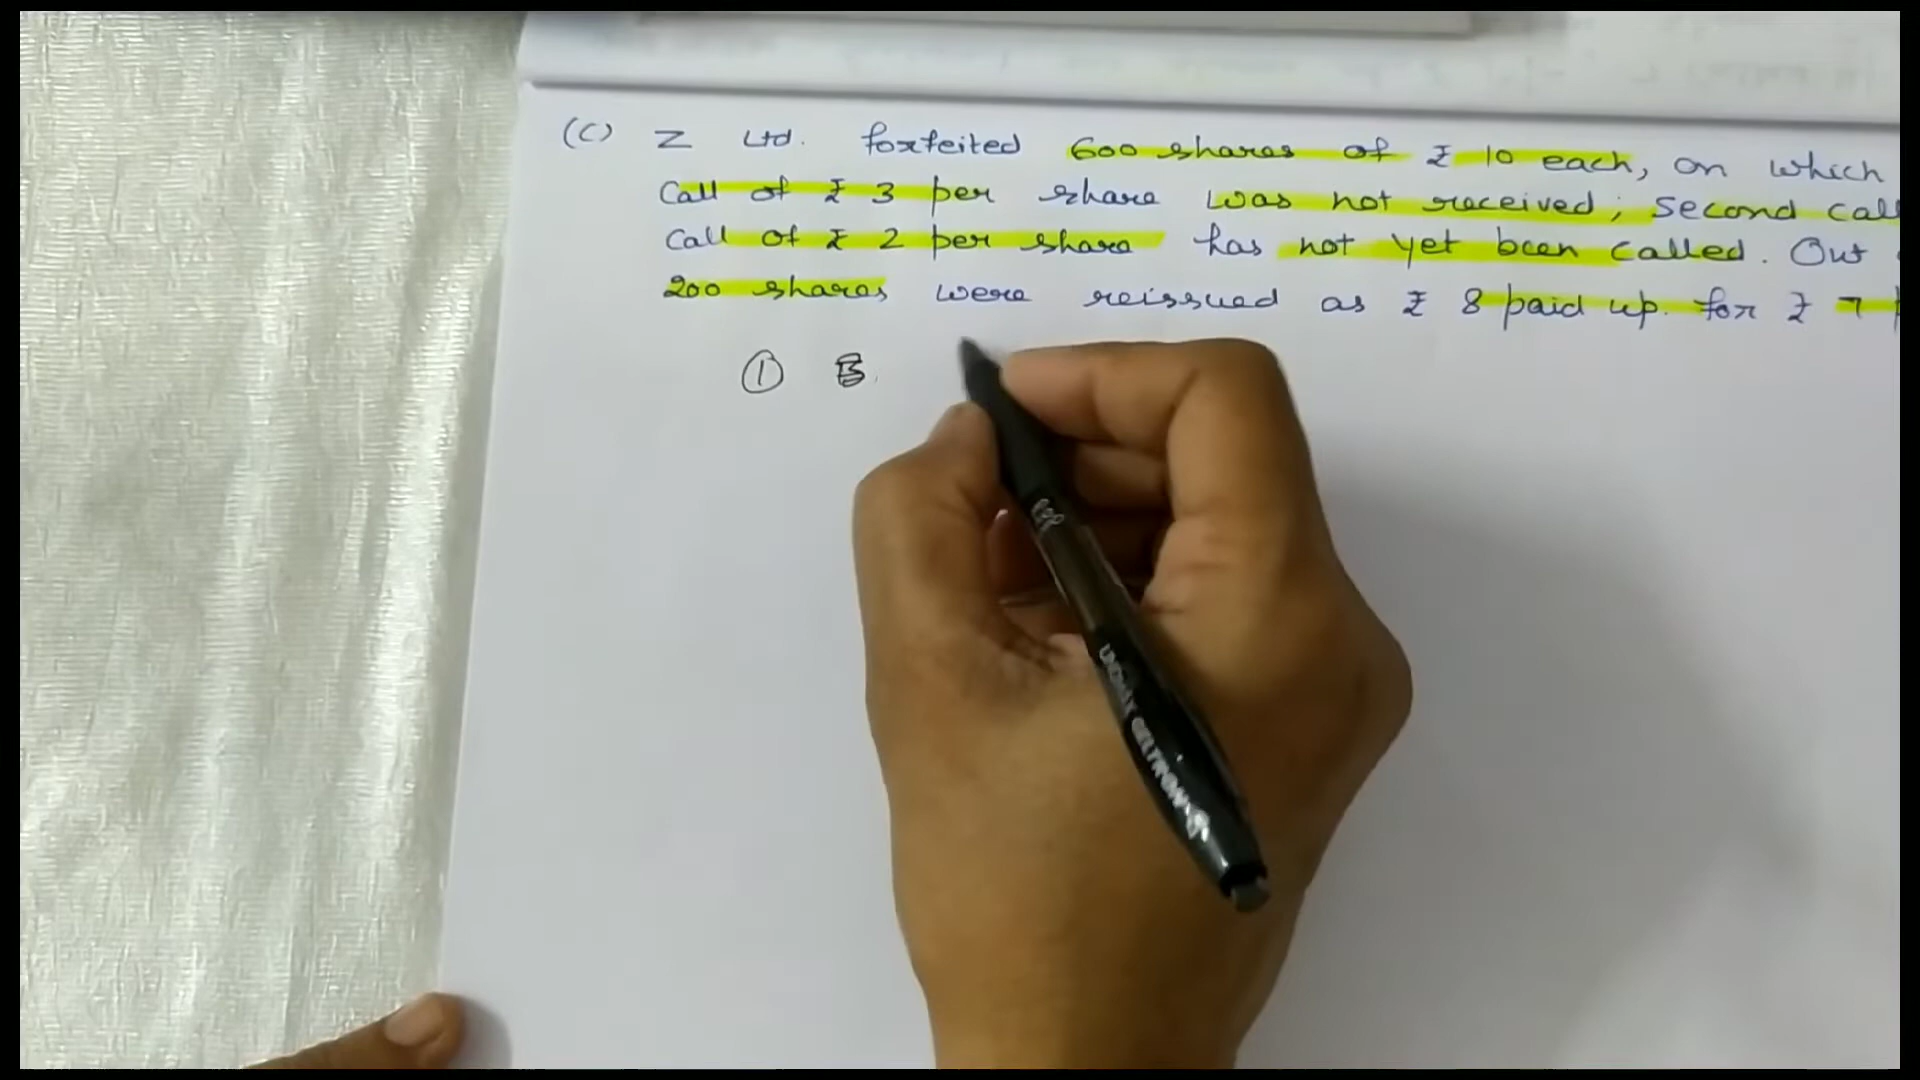 (C) Z Ltd. forfeited 600 shares of ₹ 10 each, on which
Call of ₹ 3 per share was not received; second call
Call of ₹ 2 per share has not yet been called. Out
200 shares were reissued as ₹ 8 paid up for ₹ 7
① B.